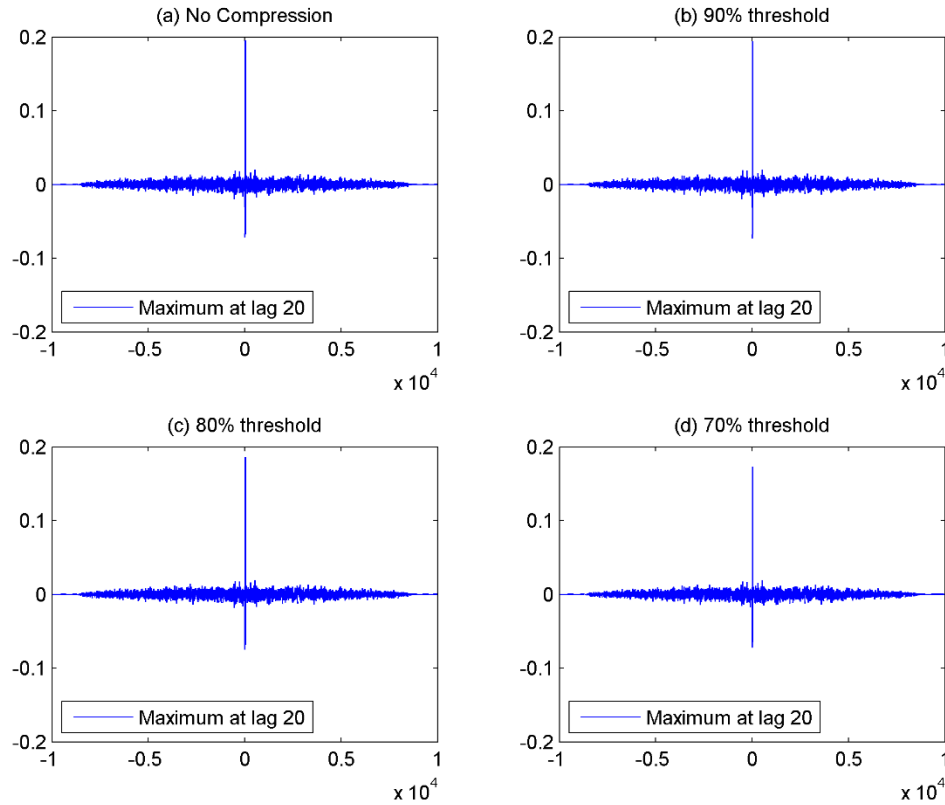 (a) No Compression
0.2
0.1
0
-0.1
-0.2
Maximum at lag 20
-1 -0.5 0 0.5 1
x 10^4
(b) 90% threshold
0.2
0.1
0
-0.1
-0.2
Maximum at lag 20
-1 -0.5 0 0.5 1
x 10^4
(c) 80% threshold
0.2
0.1
0
-0.1
-0.2
Maximum at lag 20
-1 -0.5 0 0.5 1
x 10^4
(d) 70% threshold
0.2
0.1
0
-0.1
-0.2
Maximum at lag 20
-1 -0.5 0 0.5 1
x 10^4